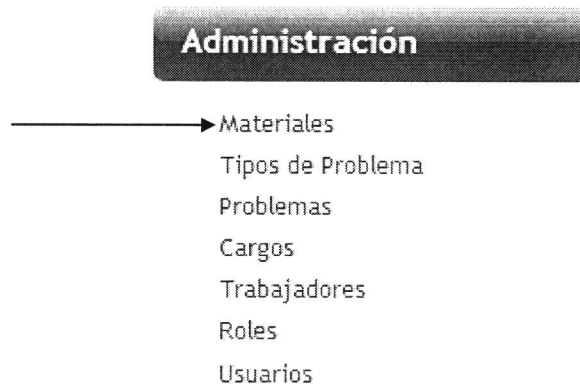 Administración
Materiales
Tipos de Problema
Problemas
Cargos
Trabajadores
Roles
Usuarios